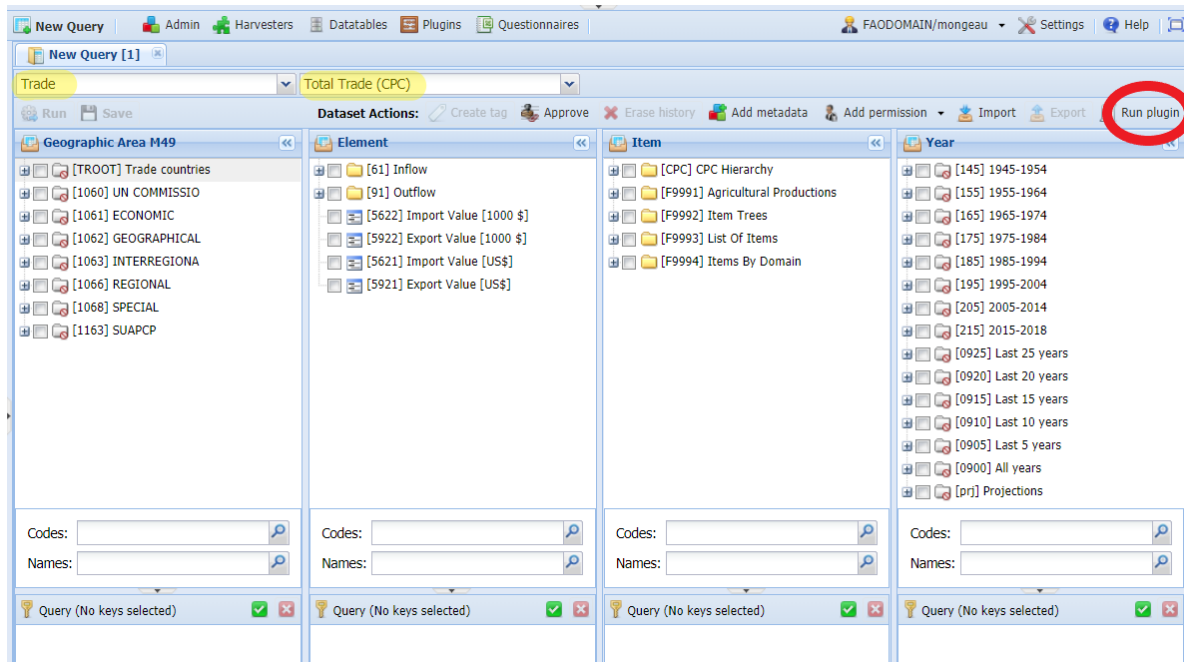 New Query Admin Harvesters Datatables Plugins Questionnaires FAODOMAIN/mongeau Settings Help
New Query [1]
Trade Total Trade (CPC)
Run Save Dataset Actions: Create tag Approve Erase history Add metadata Add permission Import Export Run plugin
Geographic Area M49
[TROOT] Trade countries
[1060] UN COMMISSIO
[1061] ECONOMIC
[1062] GEOGRAPHICAL
[1063] INTERREGIONA
[1066] REGIONAL
[1068] SPECIAL
[1163] SUAPCP
Codes:
Names:
Query (No keys selected)
Element
[61] Inflow
[91] Outflow
[5622] Import Value [1000 $]
[5922] Export Value [1000 $]
[5621] Import Value [US$]
[5921] Export Value [US$]
Codes:
Names:
Query (No keys selected)
Item
[CPC] CPC Hierarchy
[F9991] Agricultural Productions
[F9992] Item Trees
[F9993] List Of Items
[F9994] Items By Domain
Codes:
Names:
Query (No keys selected)
Year
[145] 1945-1954
[155] 1955-1964
[165] 1965-1974
[175] 1975-1984
[185] 1985-1994
[195] 1995-2004
[205] 2005-2014
[215] 2015-2018
[0925] Last 25 years
[0920] Last 20 years
[0915] Last 15 years
[0910] Last 10 years
[0905] Last 5 years
[0900] All years
[prj] Projections
Codes:
Names:
Query (No keys selected)